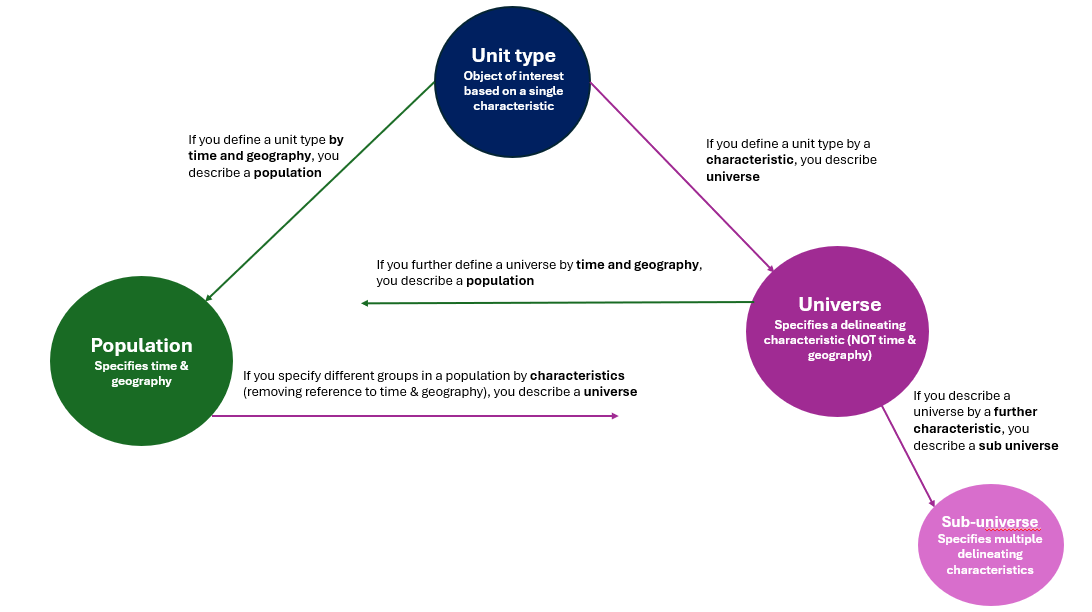 Unit type
Object of interest
based on a single
characteristic
If you define a unit type by
time and geography, you
describe a population
If you define a unit type by a
characteristic, you describe
universe
If you further define a universe by time and geography,
you describe a population
Universe
Specifies a delineating
characteristic (NOT time &
geography)
Population
Specifies time &
geography
If you specify different groups in a population by characteristics
(removing reference to time & geography), you describe a universe
If you describe a
universe by a further
characteristic, you
describe a sub universe
Sub-universe
Specifies multiple
delineating
characteristics